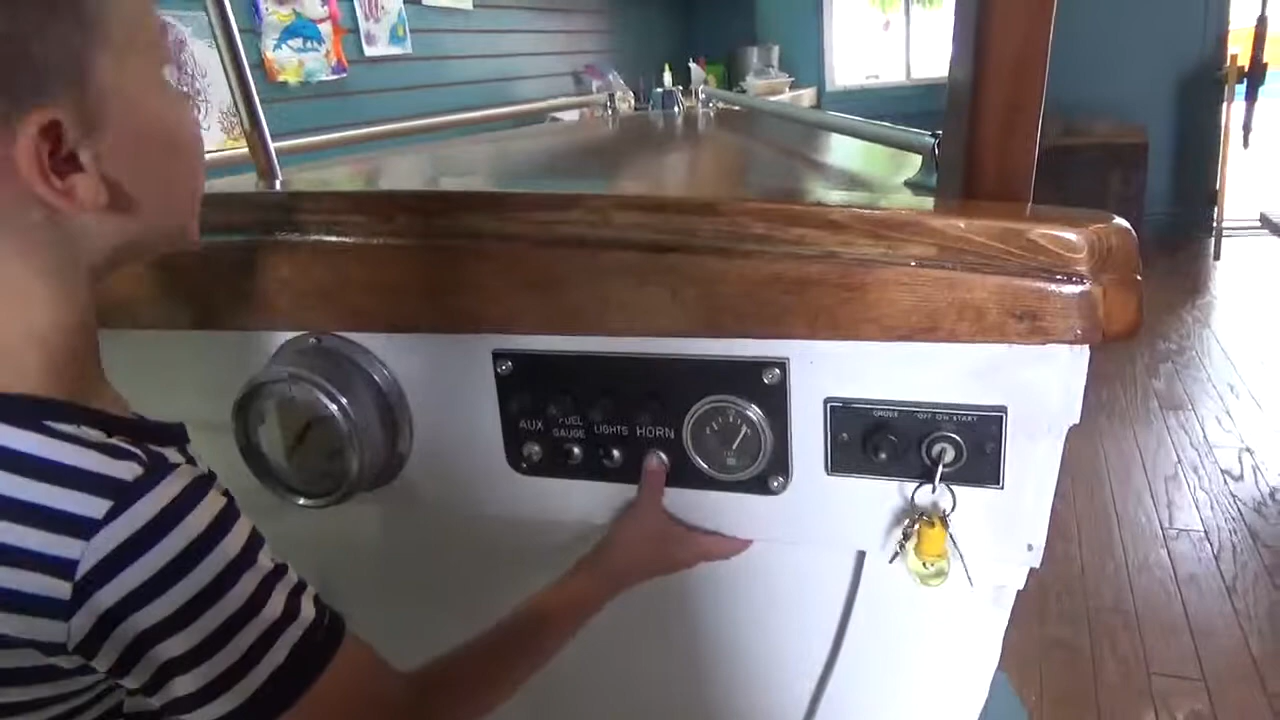 AUX
FUEL
GAUGE
LIGHTS
HORN
CHOKE
OFF ON START